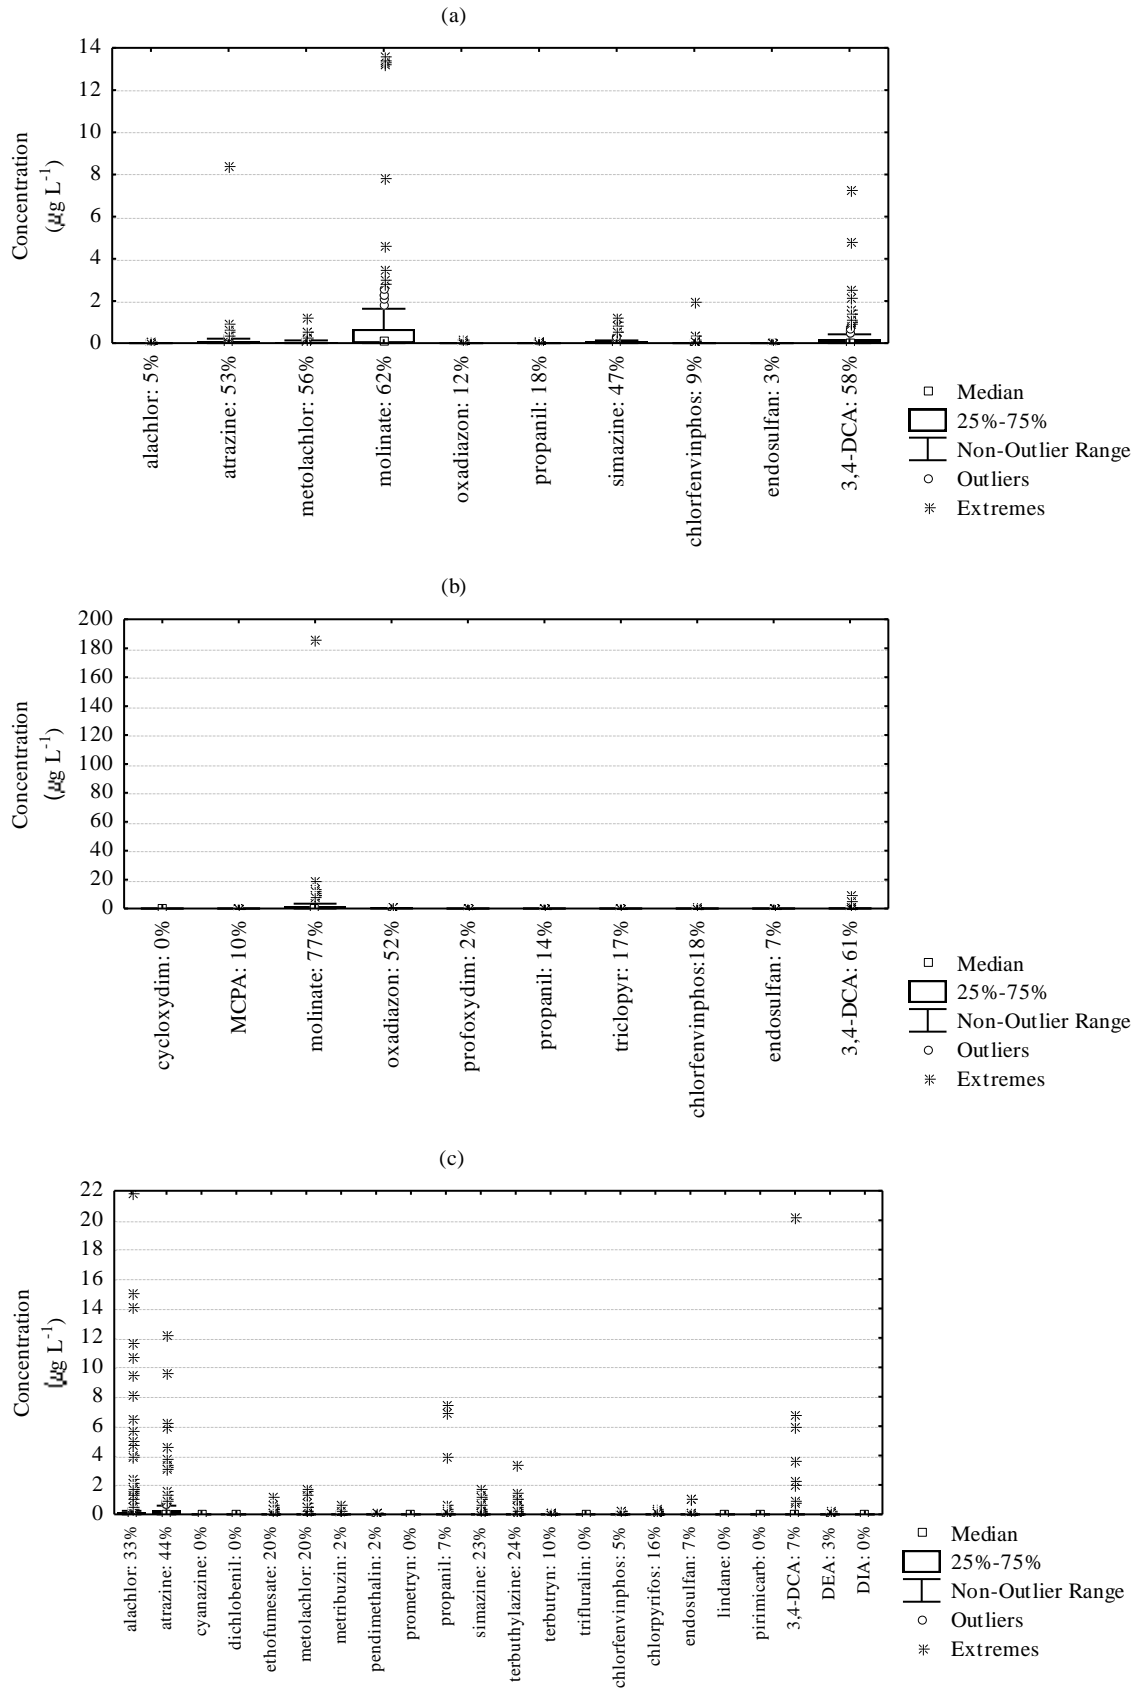 (a)
Concentration
(µg L-1)
14
12
10
8
6
4
2
0
alachlor: 5%
atrazine: 53%
metolachlor: 56%
molinate: 62%
oxadiazon: 12%
propanil: 18%
simazine: 47%
chlorfenvinphos: 9%
endosulfan: 3%
3,4-DCA: 58%
Median
25%-75%
Non-Outlier Range
Outliers
Extremes
(b)
Concentration
(µg L-1)
200
180
160
140
120
100
80
60
40
20
0
cycloxydim: 0%
MCPA: 10%
molinate: 77%
oxadiazon: 52%
profoxydim: 2%
propanil: 14%
triclopyr: 17%
chlorfenvinphos:18%
endosulfan: 7%
3,4-DCA: 61%
Median
25%-75%
Non-Outlier Range
Outliers
Extremes
(c)
Concentration
(µg L-1)
22
20
18
16
14
12
10
8
6
4
2
0
alachlor: 33%
atrazine: 44%
cyanazine: 0%
dichlobenil: 0%
ethofumesate: 20%
metolachlor: 20%
metribuzin: 2%
pendimethalin: 2%
prometryn: 0%
propanil: 7%
simazine: 23%
terbuthylazine: 24%
terbutryn: 10%
trifluralin: 0%
chlorfenvinphos: 5%
chlorpyrifos: 16%
endosulfan: 7%
lindane: 0%
pirimicarb: 0%
3,4-DCA: 7%
DEA: 3%
DIA: 0%
Median
25%-75%
Non-Outlier Range
Outliers
Extremes